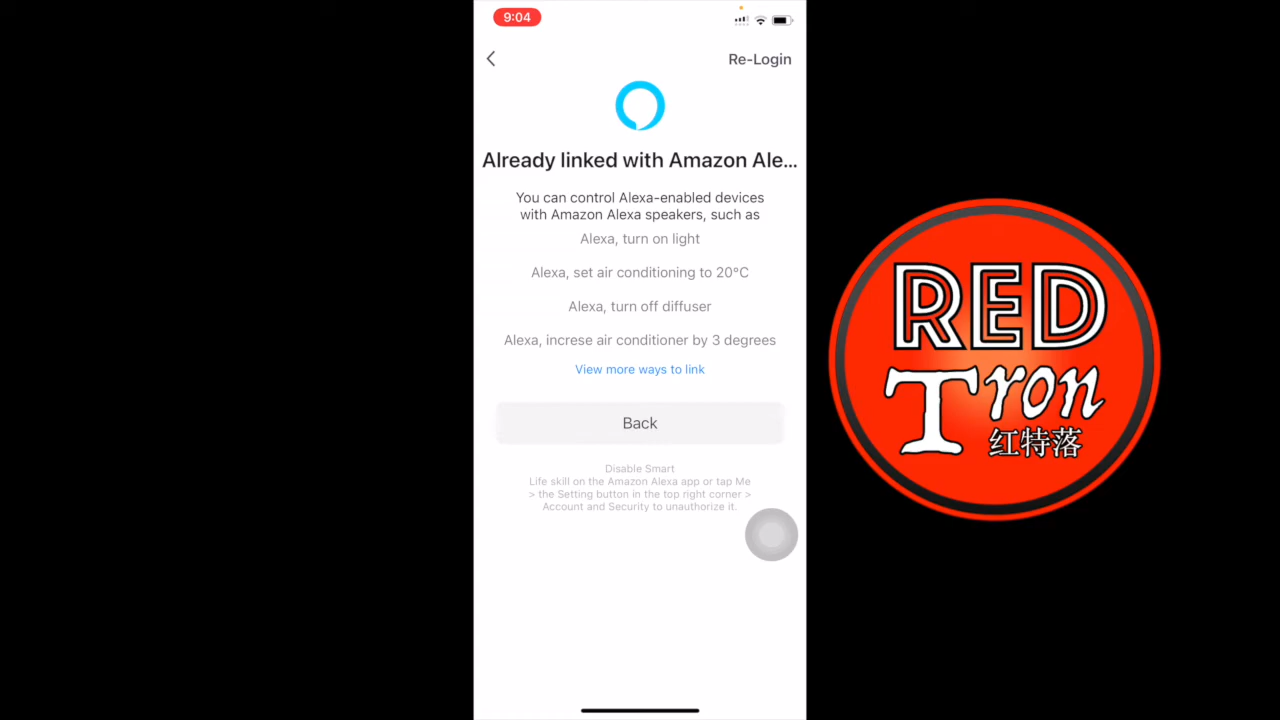 9:04
Re-Login
Already linked with Amazon Ale...
You can control Alexa-enabled devices
with Amazon Alexa speakers, such as
Alexa, turn on light
Alexa, set air conditioning to 20°C
Alexa, turn off diffuser
Alexa, increse air conditioner by 3 degrees
View more ways to link
Back
Disable Smart
Life skill on the Amazon Alexa app or tap Me
> the Setting button in the top right corner >
Account and Security to unauthorize it.
RED
Tron
红特落